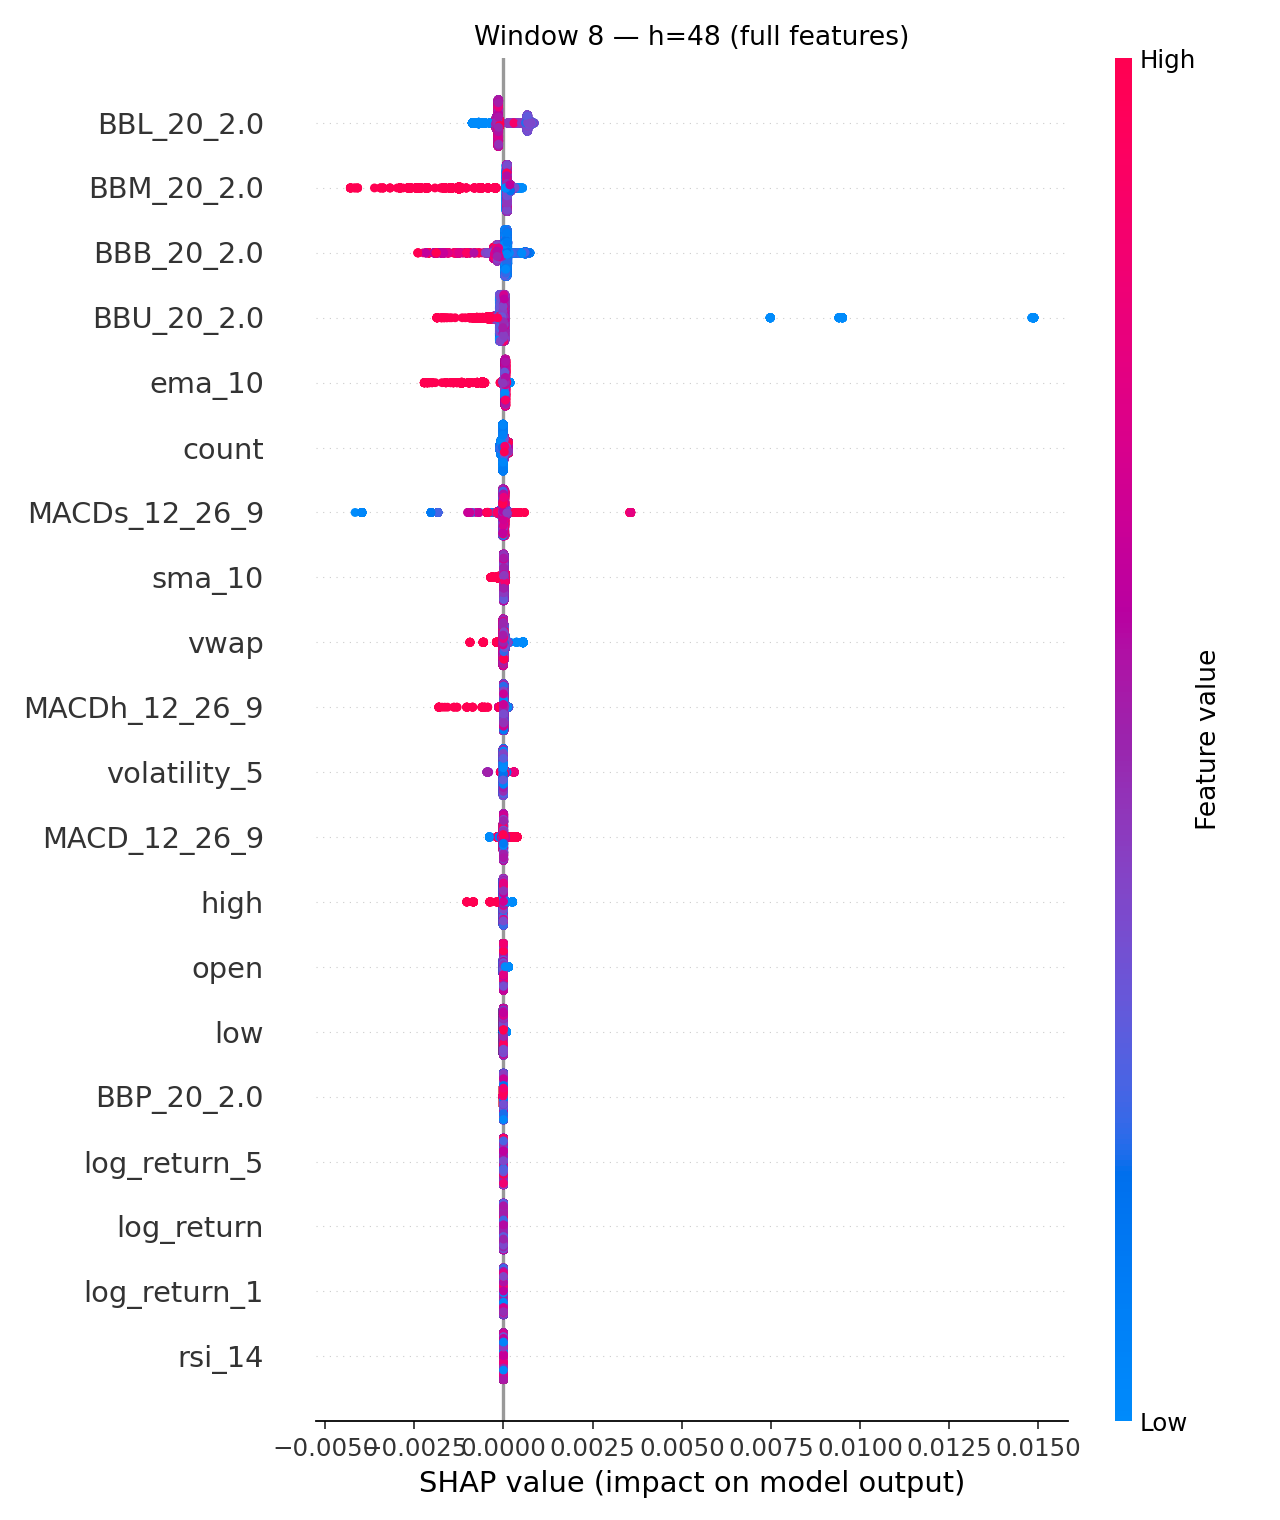 Window 8 — h=48 (full features)
High
BBL_20_2.0
BBM_20_2.0
BBB_20_2.0
BBU_20_2.0
ema_10
count
MACDs_12_26_9
sma_10
vwap
MACDh_12_26_9
volatility_5
MACD_12_26_9
high
open
low
BBP_20_2.0
log_return_5
log_return
log_return_1
rsi_14
Feature value
Low
−0.0050 −0.0025 0.0000 0.0025 0.0050 0.0075 0.0100 0.0125 0.0150
SHAP value (impact on model output)